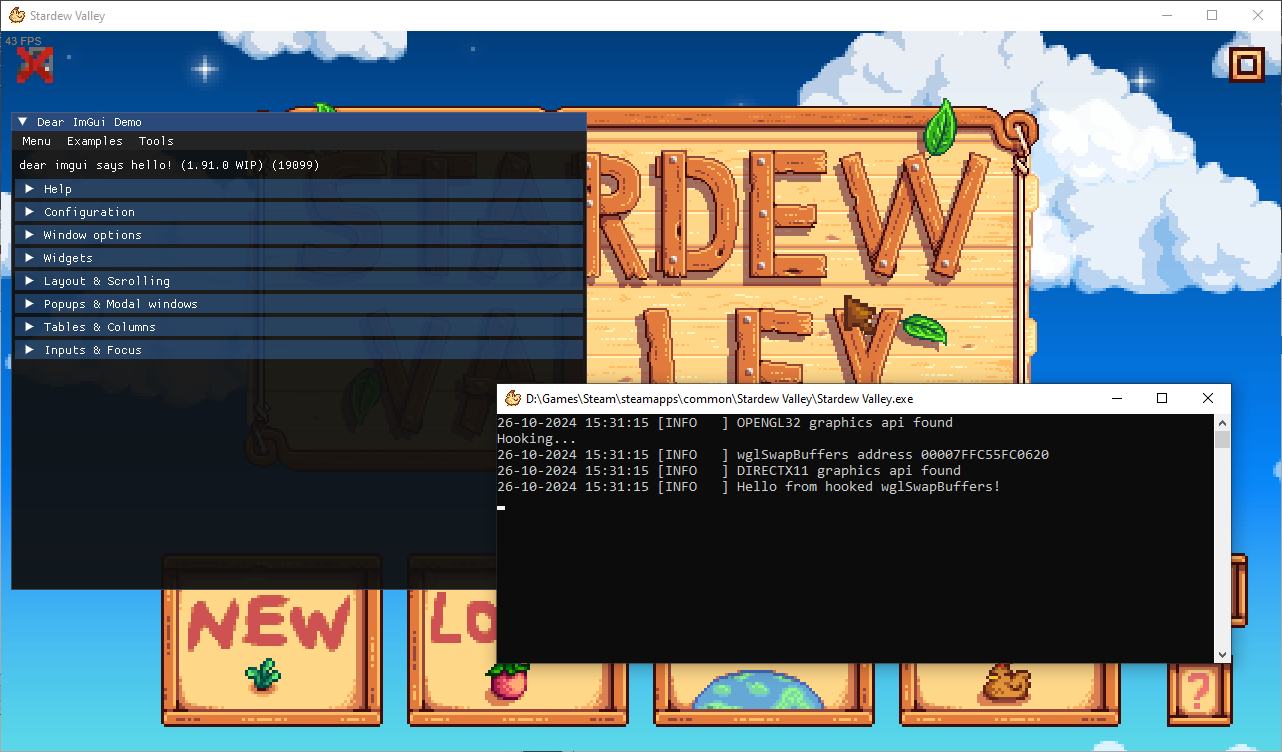 Stardew Valley
43 FPS
Dear ImGui Demo
Menu Examples Tools
dear imgui says hello! (1.91.0 WIP) (19099)
Help
Configuration
Window options
Widgets
Layout & Scrolling
Popups & Modal windows
Tables & Columns
Inputs & Focus
STARDEW
VALLEY
D:\Games\Steam\steamapps\common\Stardew Valley\Stardew Valley.exe
26-10-2024 15:31:15 [INFO   ] OPENGL32 graphics api found
Hooking...
26-10-2024 15:31:15 [INFO   ] wglSwapBuffers address 00007FFC55FC0620
26-10-2024 15:31:15 [INFO   ] DIRECTX11 graphics api found
26-10-2024 15:31:15 [INFO   ] Hello from hooked wglSwapBuffers!
NEW
LO
?